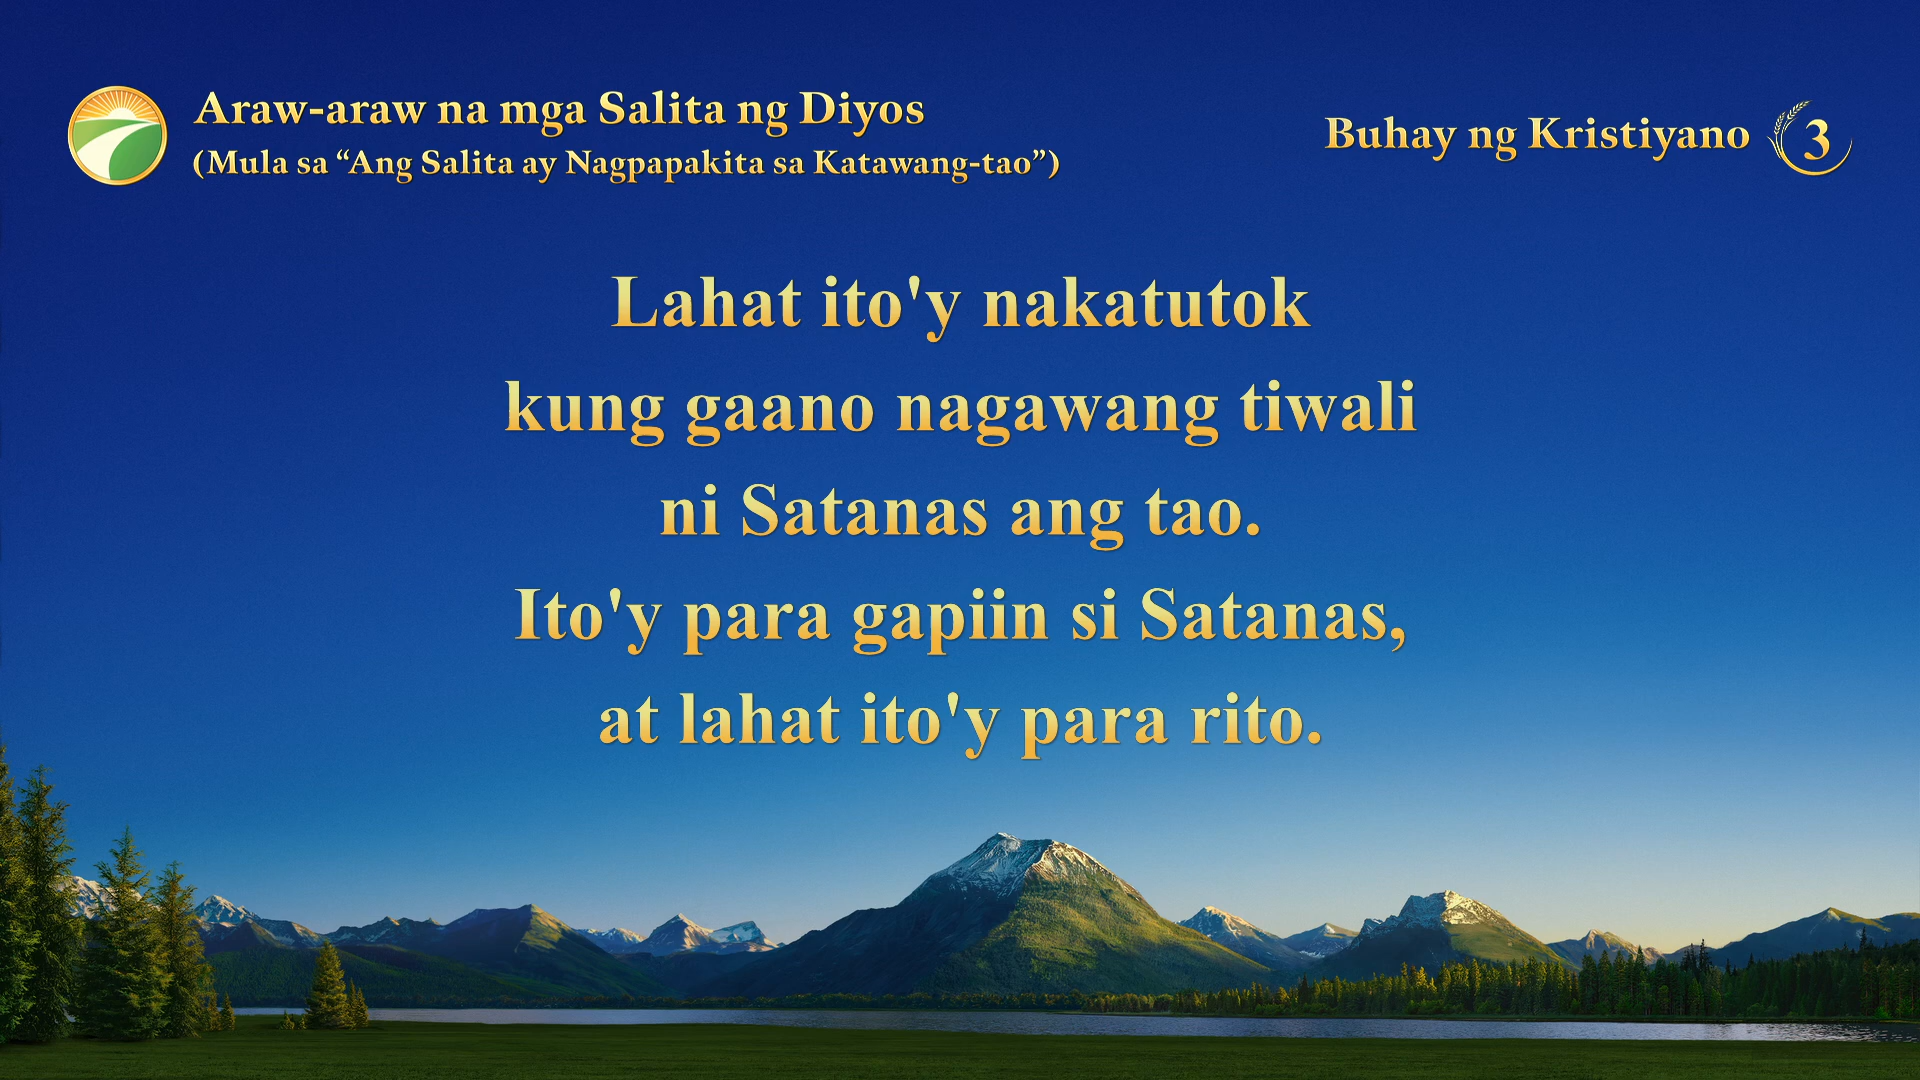 Araw-araw na mga Salita ng Diyos
(Mula sa “Ang Salita ay Nagpapakita sa Katawang-tao”)
Buhay ng Kristiyano 3
Lahat ito'y nakatutok
kung gaano nagawang tiwali
ni Satanas ang tao.
Ito'y para gapiin si Satanas,
at lahat ito'y para rito.